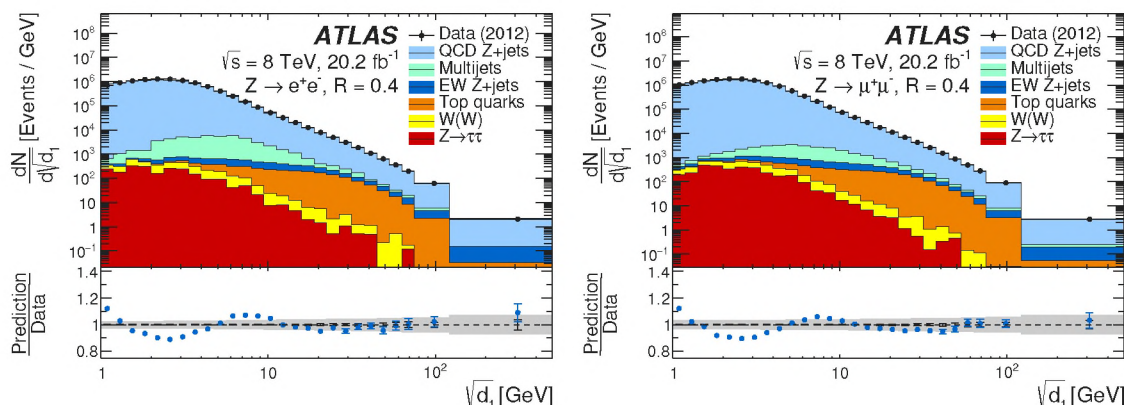 dN/d√d₁ [Events / GeV]
10⁸
10⁷
10⁶
10⁵
10⁴
10³
10²
10
1
10⁻¹
ATLAS
√s = 8 TeV, 20.2 fb⁻¹
Z → e⁺e⁻, R = 0.4
Data (2012)
QCD Z+jets
Multijets
EW Z+jets
Top quarks
W(W)
Z→ττ
Prediction
Data
1.4
1.2
1
0.8
1 10 10²
√d₁ [GeV]
dN/d√d₁ [Events / GeV]
10⁸
10⁷
10⁶
10⁵
10⁴
10³
10²
10
1
10⁻¹
ATLAS
√s = 8 TeV, 20.2 fb⁻¹
Z → μ⁺μ⁻, R = 0.4
Data (2012)
QCD Z+jets
Multijets
EW Z+jets
Top quarks
W(W)
Z→ττ
Prediction
Data
1.4
1.2
1
0.8
1 10 10²
√d₁ [GeV]